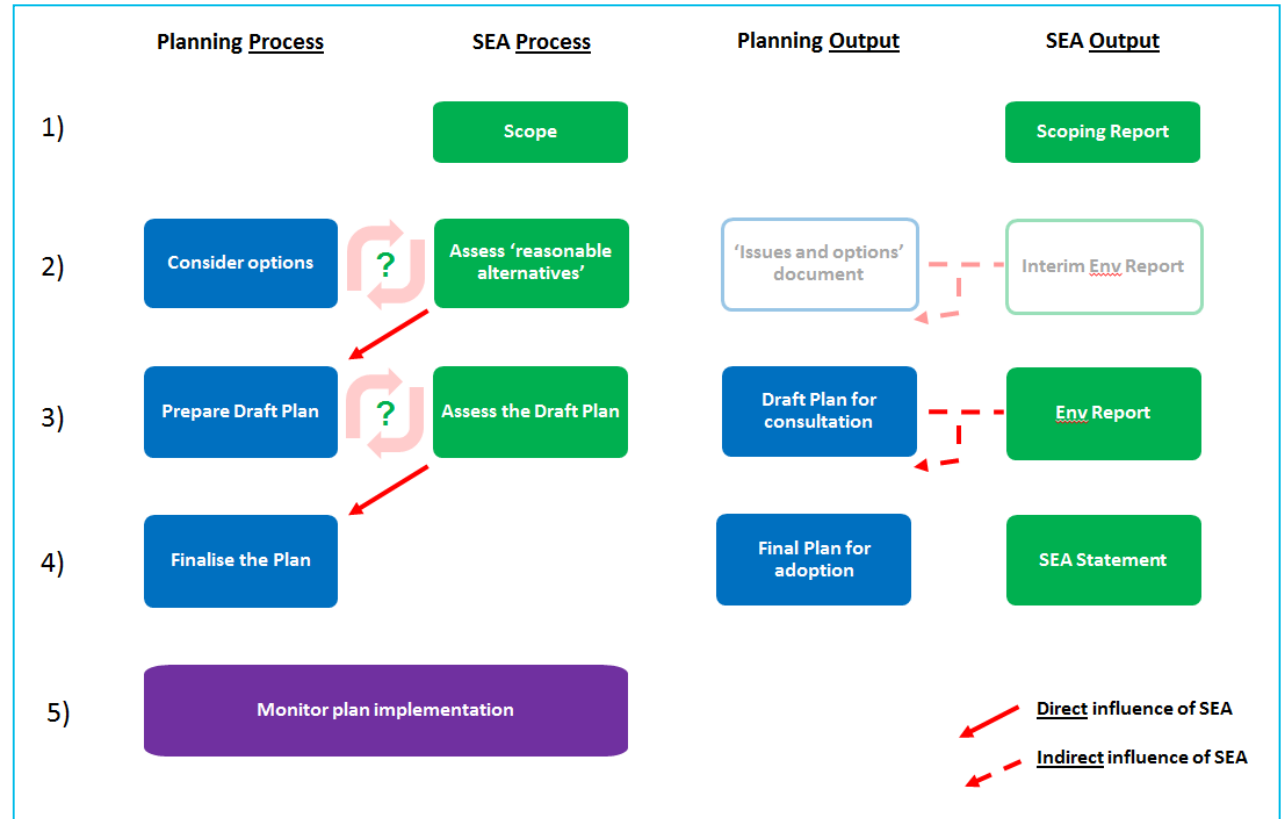 Planning Process
SEA Process
Planning Output
SEA Output
1)
Scope
Scoping Report
2)
Consider options
?
Assess ‘reasonable
alternatives’
‘Issues and options’
document
Interim Env Report
3)
Prepare Draft Plan
?
Assess the Draft Plan
Draft Plan for
consultation
Env Report
4)
Finalise the Plan
Final Plan for
adoption
SEA Statement
5)
Monitor plan implementation
Direct influence of SEA
Indirect influence of SEA